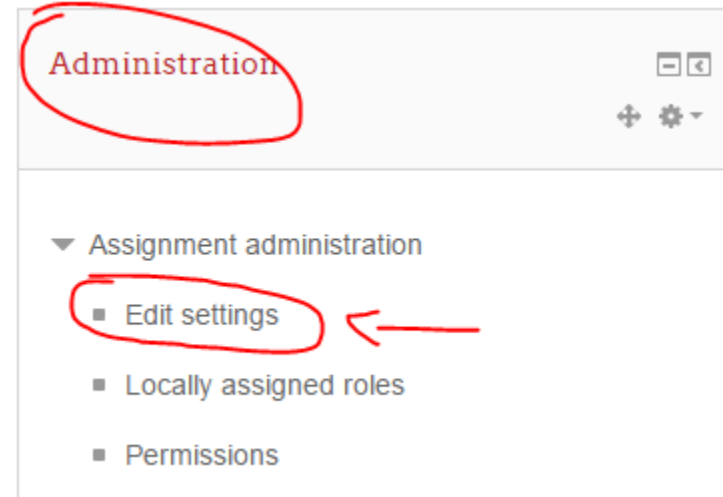 Administration
Assignment administration
Edit settings
Locally assigned roles
Permissions